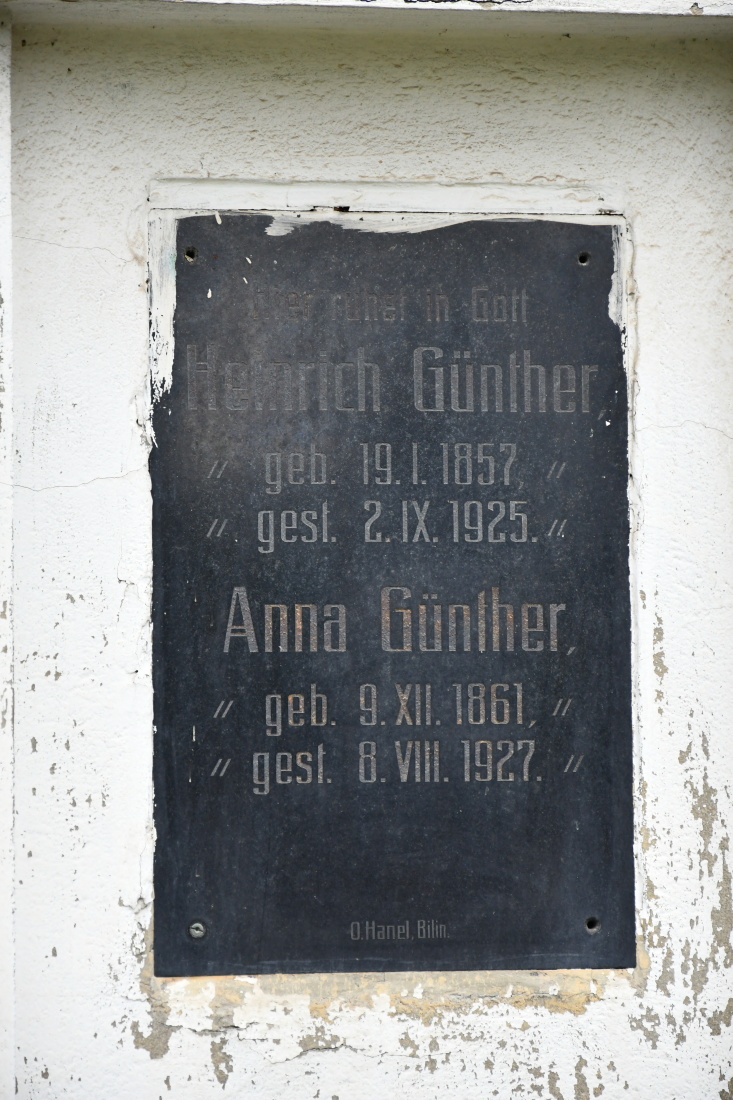 Hier ruhet in Gott
Heinrich Günther,
〃 geb. 19. I. 1857, 〃
〃 gest. 2. IX. 1925. 〃
Anna Günther,
〃 geb. 9. XII. 1861, 〃
〃 gest. 8. VIII. 1927. 〃
O. Hanel, Bilin.